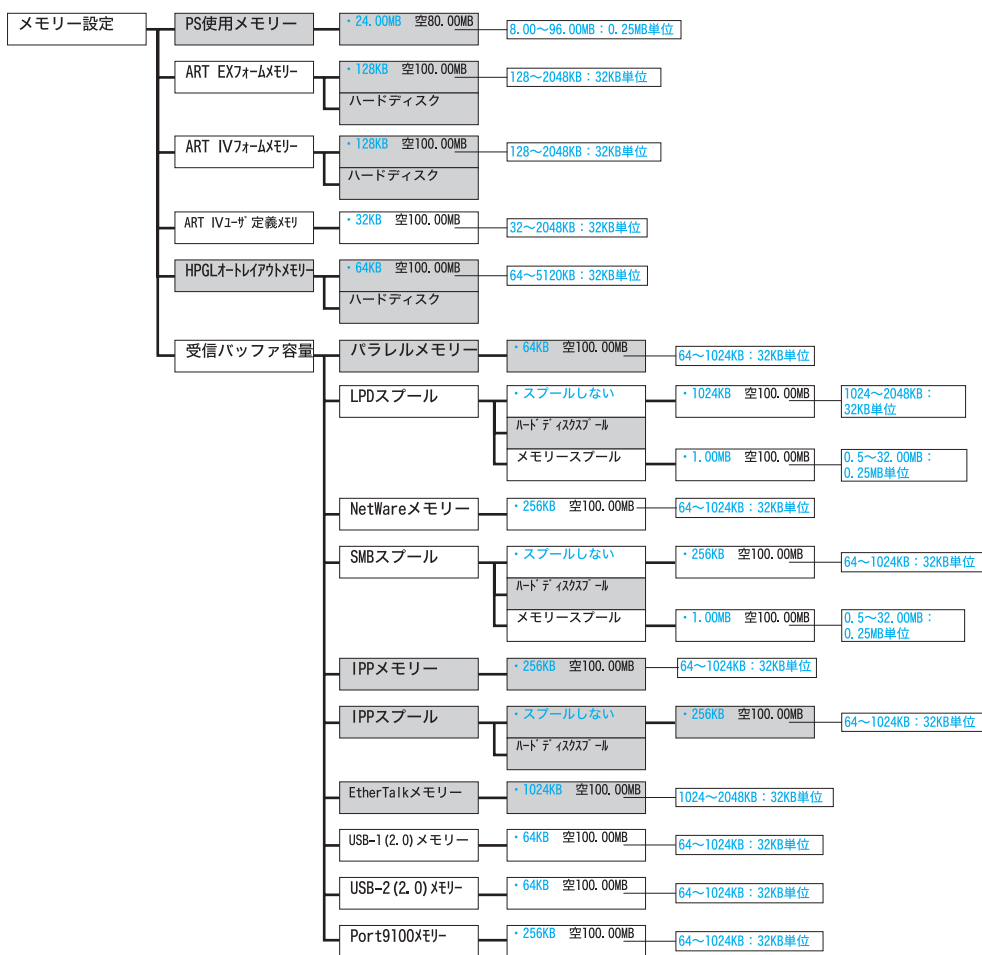 メモリー設定
PS使用メモリー
・24.00MB 空80.00MB
8.00～96.00MB：0.25MB単位
ART EXフォームメモリー
・128KB 空100.00MB
128～2048KB：32KB単位
ハードディスク
ART IVフォームメモリー
・128KB 空100.00MB
128～2048KB：32KB単位
ハードディスク
ART IVユーザ定義メモリ
・32KB 空100.00MB
32～2048KB：32KB単位
HPGLオートレイアウトメモリー
・64KB 空100.00MB
64～5120KB：32KB単位
ハードディスク
受信バッファ容量
パラレルメモリー
・64KB 空100.00MB
64～1024KB：32KB単位
LPDスプール
・スプールしない
・1024KB 空100.00MB
1024～2048KB：
32KB単位
ハードディスクスプール
メモリースプール
・1.00MB 空100.00MB
0.5～32.00MB：
0.25MB単位
NetWareメモリー
・256KB 空100.00MB
64～1024KB：32KB単位
SMBスプール
・スプールしない
・256KB 空100.00MB
64～1024KB：32KB単位
ハードディスクスプール
メモリースプール
・1.00MB 空100.00MB
0.5～32.00MB：
0.25MB単位
IPPメモリー
・256KB 空100.00MB
64～1024KB：32KB単位
IPPスプール
・スプールしない
・256KB 空100.00MB
64～1024KB：32KB単位
ハードディスクスプール
EtherTalkメモリー
・1024KB 空100.00MB
1024～2048KB：32KB単位
USB-1(2.0)メモリー
・64KB 空100.00MB
64～1024KB：32KB単位
USB-2(2.0)メモリー
・64KB 空100.00MB
64～1024KB：32KB単位
Port9100メモリー
・256KB 空100.00MB
64～1024KB：32KB単位